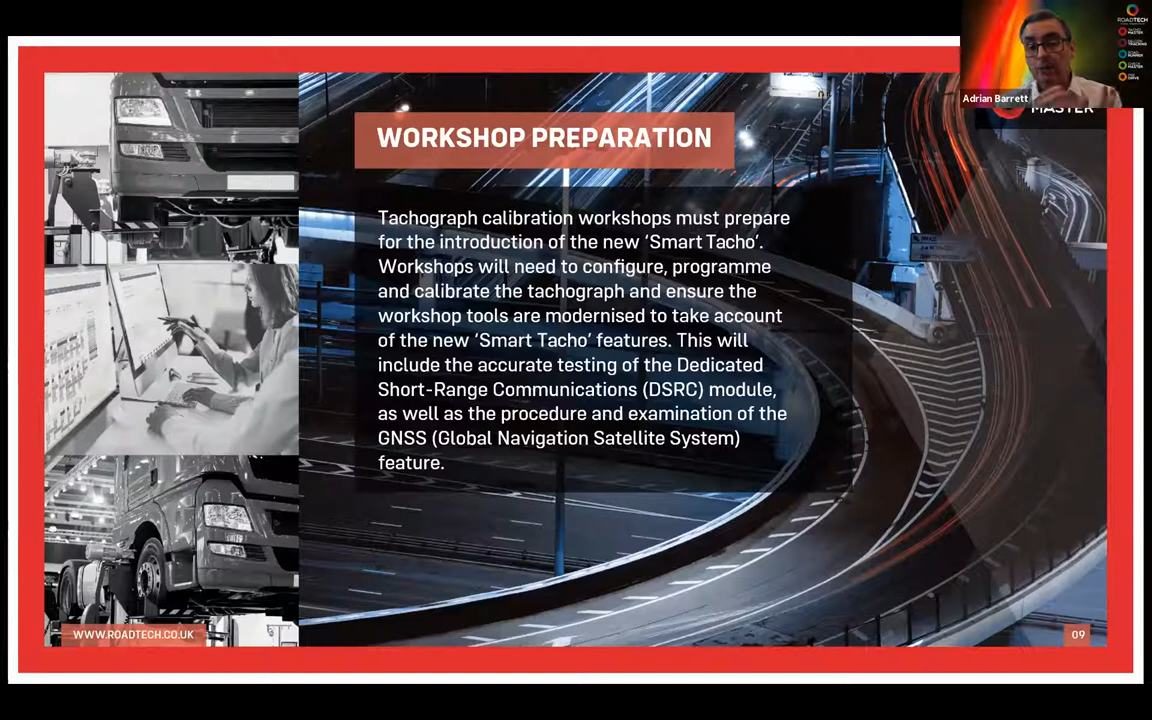 ROADTECH
Adrian Barrett
MASTER
WORKSHOP PREPARATION
Tachograph calibration workshops must prepare
for the introduction of the new ‘Smart Tacho’.
Workshops will need to configure, programme
and calibrate the tachograph and ensure the
workshop tools are modernised to take account
of the new ‘Smart Tacho’ features. This will
include the accurate testing of the Dedicated
Short-Range Communications (DSRC) module,
as well as the procedure and examination of the
GNSS (Global Navigation Satellite System)
feature.
WWW.ROADTECH.CO.UK
09